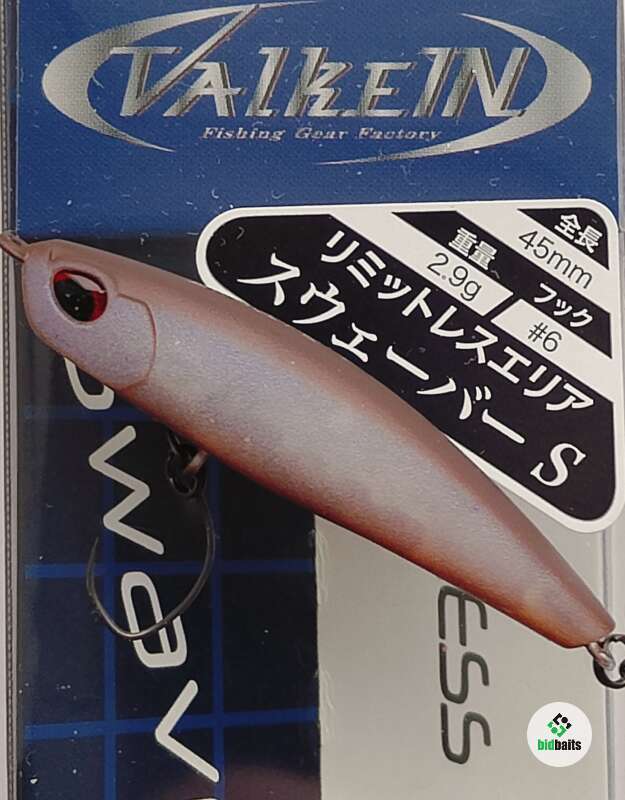 ValkeIN
Fishing Gear Factory
全長
45mm
重量
2.9g
フック
#6
リミットレスエリア
スウェーバー S
ESS
bidbaits